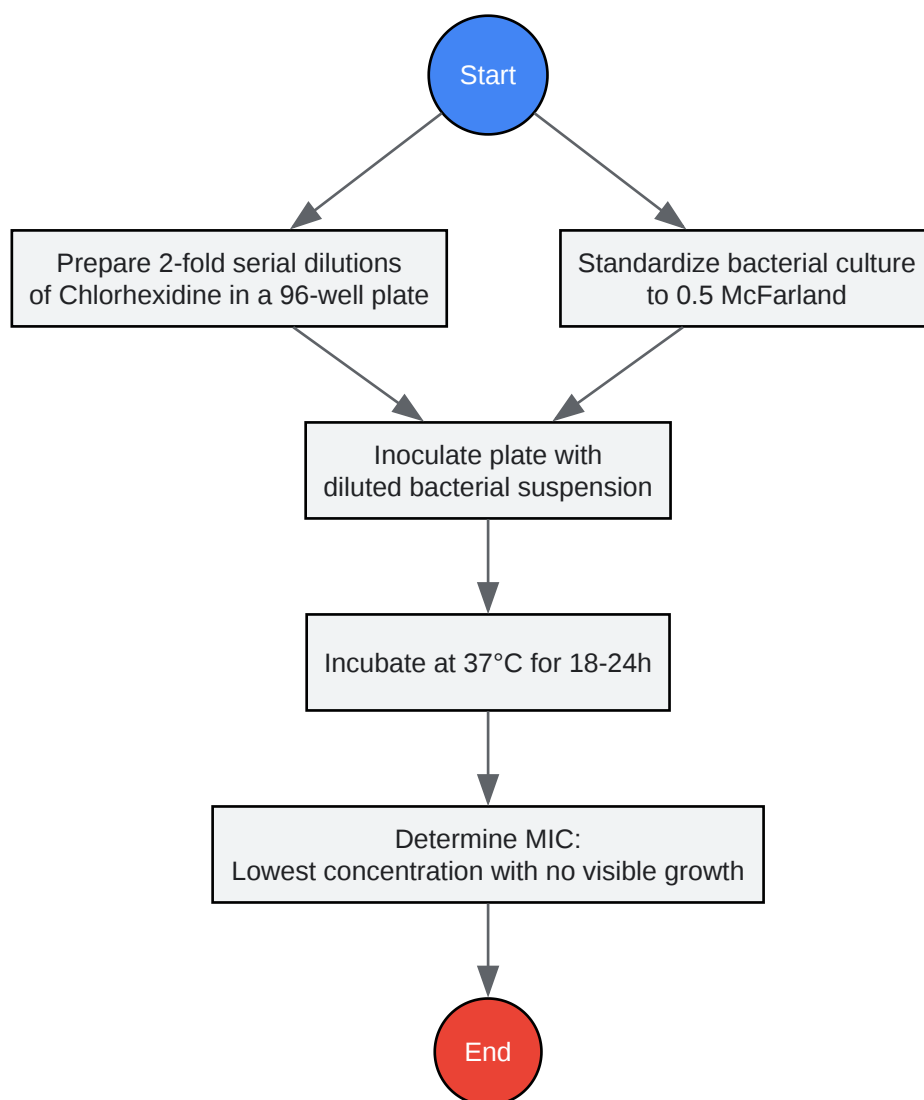 Start
Prepare 2-fold serial dilutions
of Chlorhexidine in a 96-well plate
Standardize bacterial culture
to 0.5 McFarland
Inoculate plate with
diluted bacterial suspension
Incubate at 37°C for 18-24h
Determine MIC:
Lowest concentration with no visible growth
End